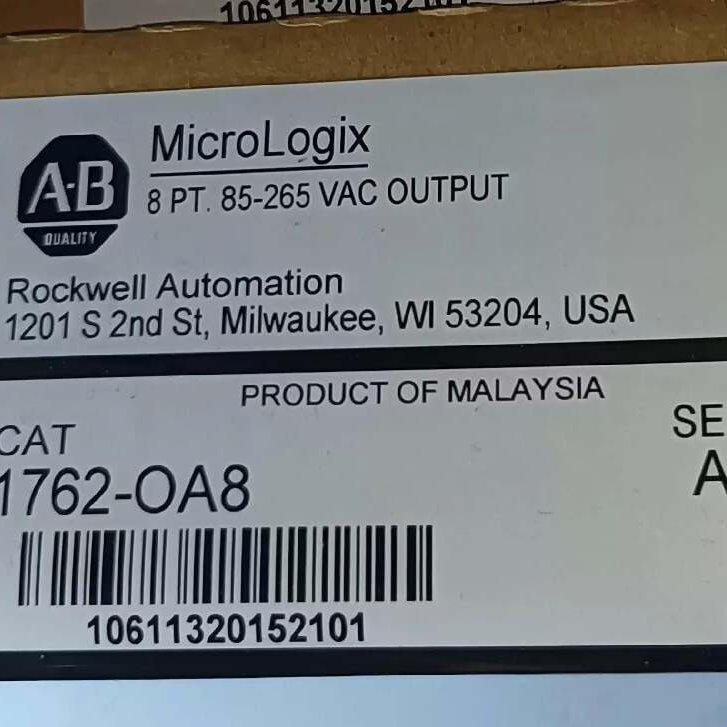 MicroLogix
A-B
QUALITY
8 PT. 85-265 VAC OUTPUT
Rockwell Automation
1201 S 2nd St, Milwaukee, WI 53204, USA
PRODUCT OF MALAYSIA
CAT
SE
1762-OA8
A
10611320152101